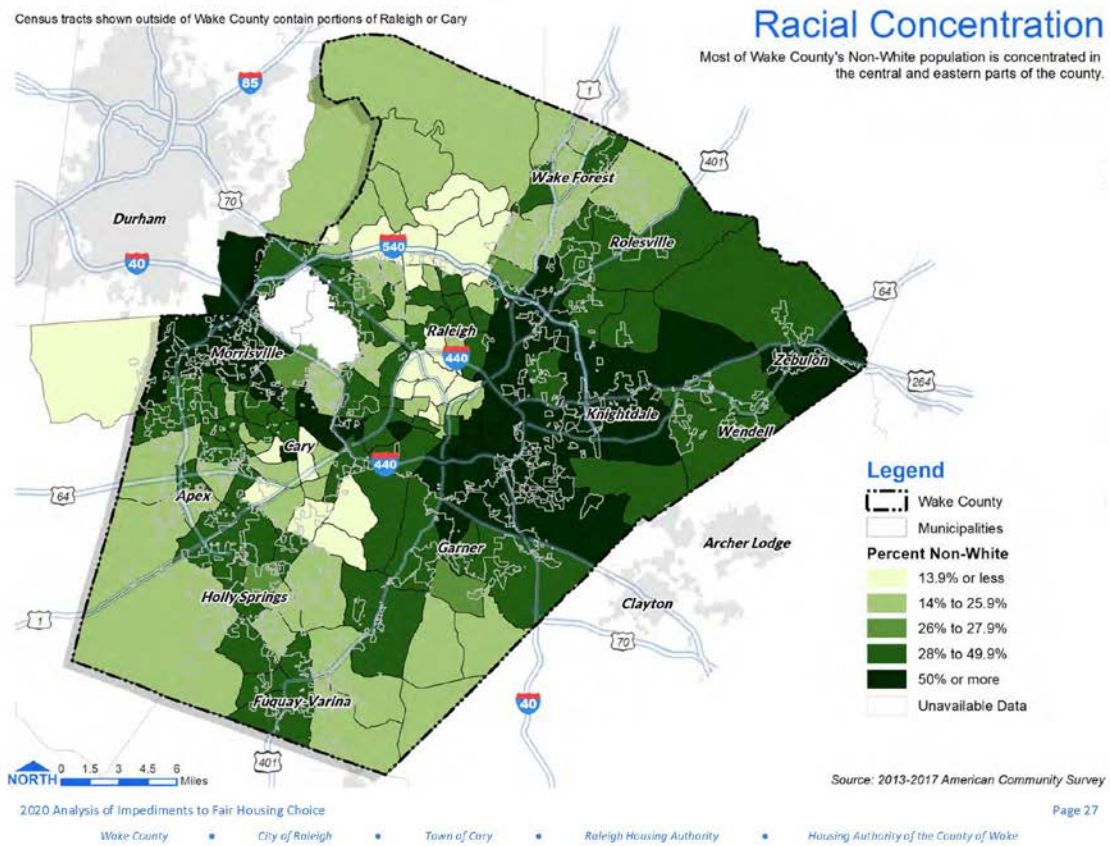 Census tracts shown outside of Wake County contain portions of Raleigh or Cary
Racial Concentration
Most of Wake County's Non-White population is concentrated in
the central and eastern parts of the county.
85
1
401
70
Wake Forest
Durham
540
Rolesville
40
64
Raleigh
440
Morrisville
Zebulon
264
Knightdale
Wendell
Cary
440
64
Apex
Garner
Archer Lodge
Holly Springs
Clayton
1
70
Fuquay-Varina
40
401
Legend
Wake County
Municipalities
Percent Non-White
13.9% or less
14% to 25.9%
26% to 27.9%
28% to 49.9%
50% or more
Unavailable Data
NORTH
0 1.5 3 4.5 6
Miles
Source: 2013-2017 American Community Survey
2020 Analysis of Impediments to Fair Housing Choice
Page 27
Wake County • City of Raleigh • Town of Cary • Raleigh Housing Authority • Housing Authority of the County of Wake